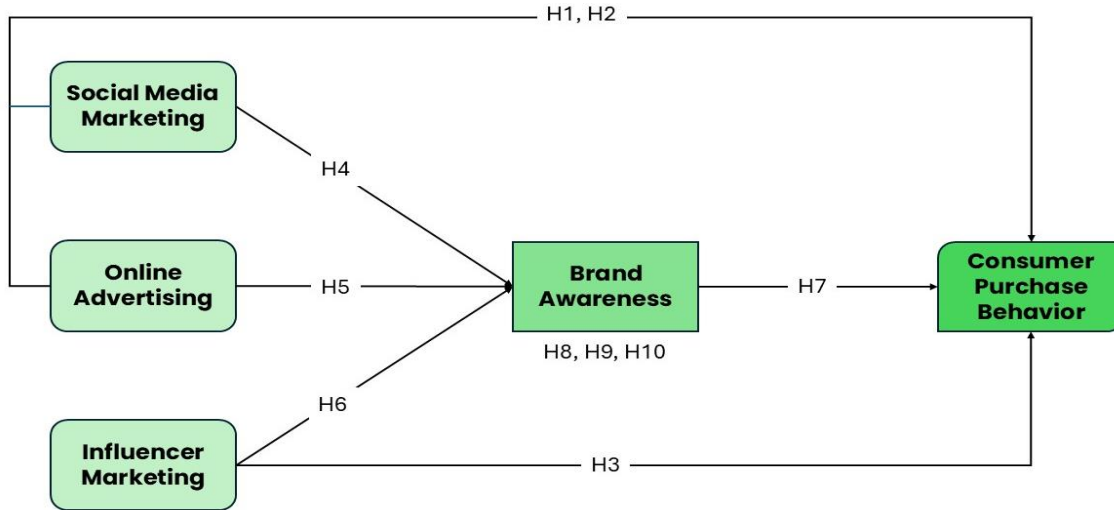 H1, H2
Social Media
Marketing
H4
Online
Advertising
H5
Brand
Awareness
H7
Consumer
Purchase
Behavior
H8, H9, H10
H6
Influencer
Marketing
H3